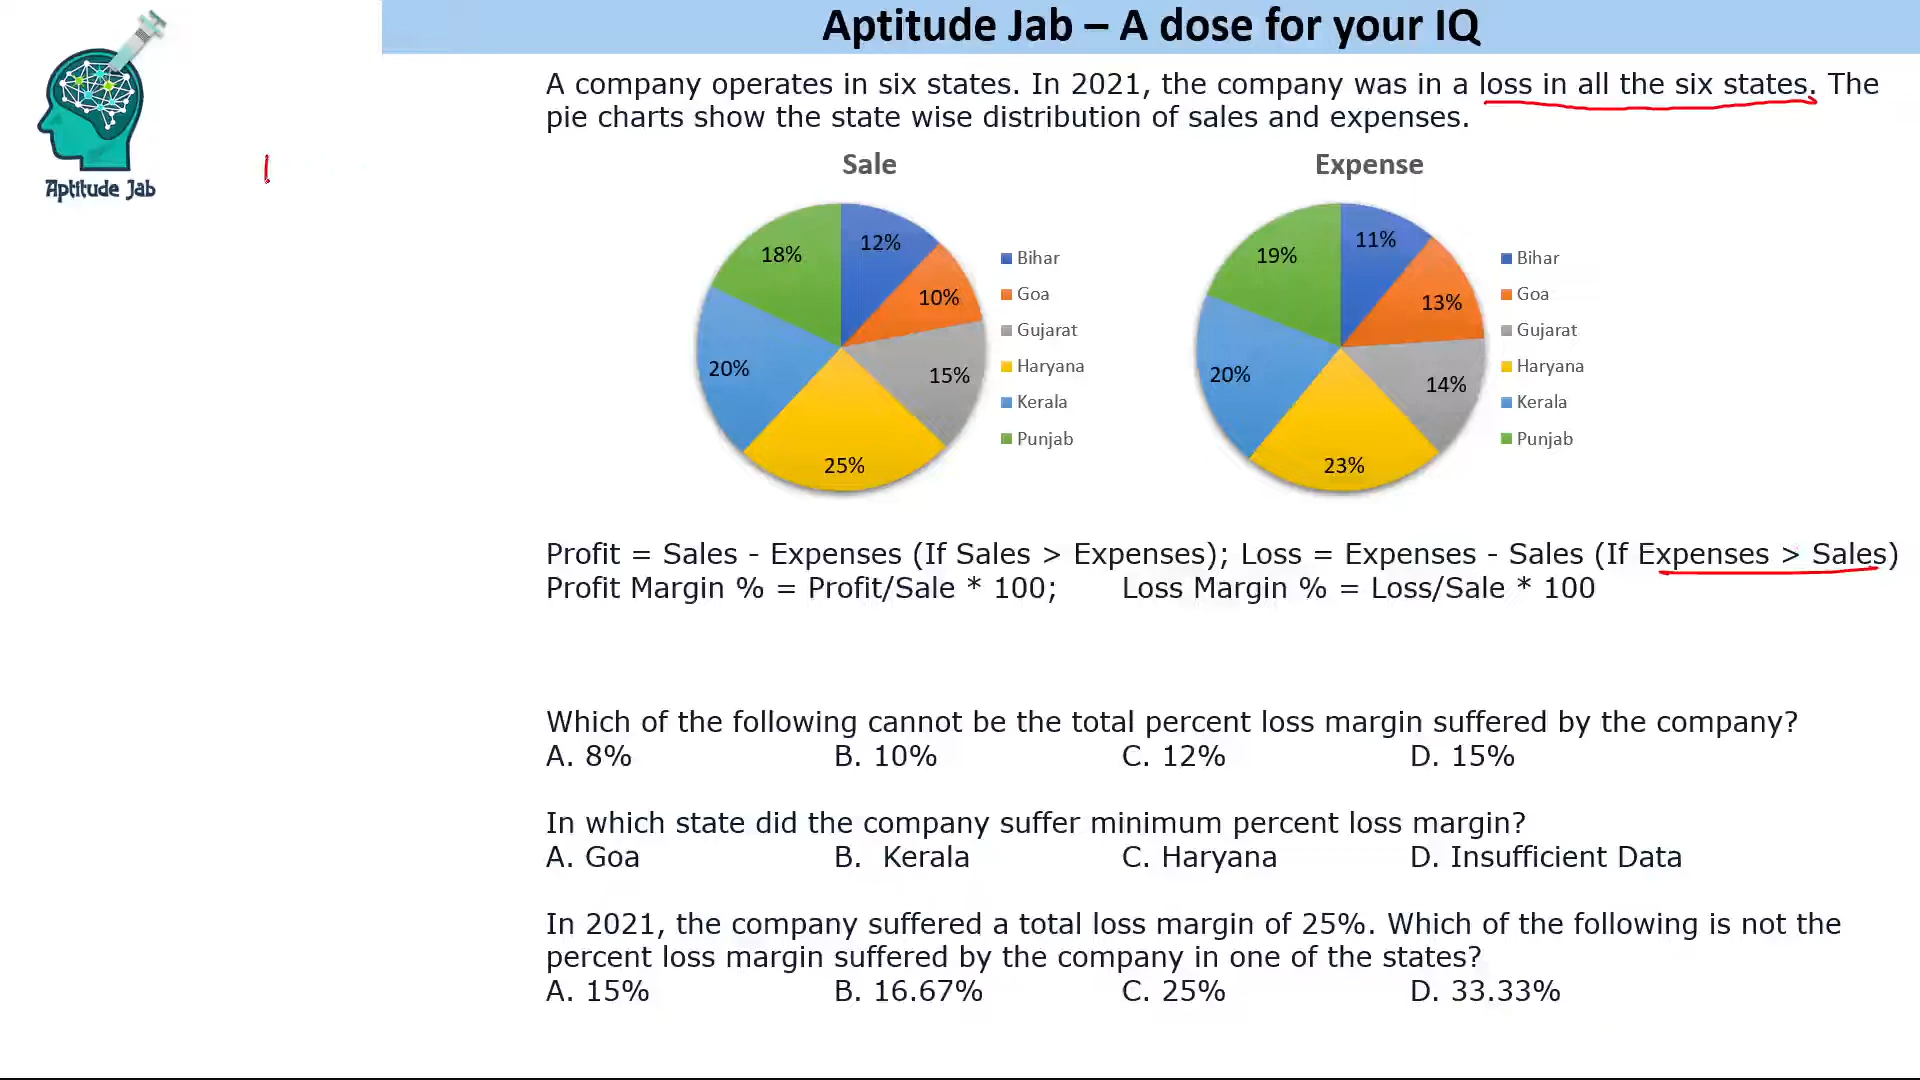 Aptitude Jab – A dose for your IQ
Aptitude Jab
A company operates in six states. In 2021, the company was in a loss in all the six states. The
pie charts show the state wise distribution of sales and expenses.
Sale
12%
10%
15%
25%
20%
18%
Bihar
Goa
Gujarat
Haryana
Kerala
Punjab
Expense
11%
13%
14%
23%
20%
19%
Bihar
Goa
Gujarat
Haryana
Kerala
Punjab
Profit = Sales - Expenses (If Sales > Expenses); Loss = Expenses - Sales (If Expenses > Sales)
Profit Margin % = Profit/Sale * 100; Loss Margin % = Loss/Sale * 100
Which of the following cannot be the total percent loss margin suffered by the company?
A. 8% B. 10% C. 12% D. 15%
In which state did the company suffer minimum percent loss margin?
A. Goa B. Kerala C. Haryana D. Insufficient Data
In 2021, the company suffered a total loss margin of 25%. Which of the following is not the
percent loss margin suffered by the company in one of the states?
A. 15% B. 16.67% C. 25% D. 33.33%